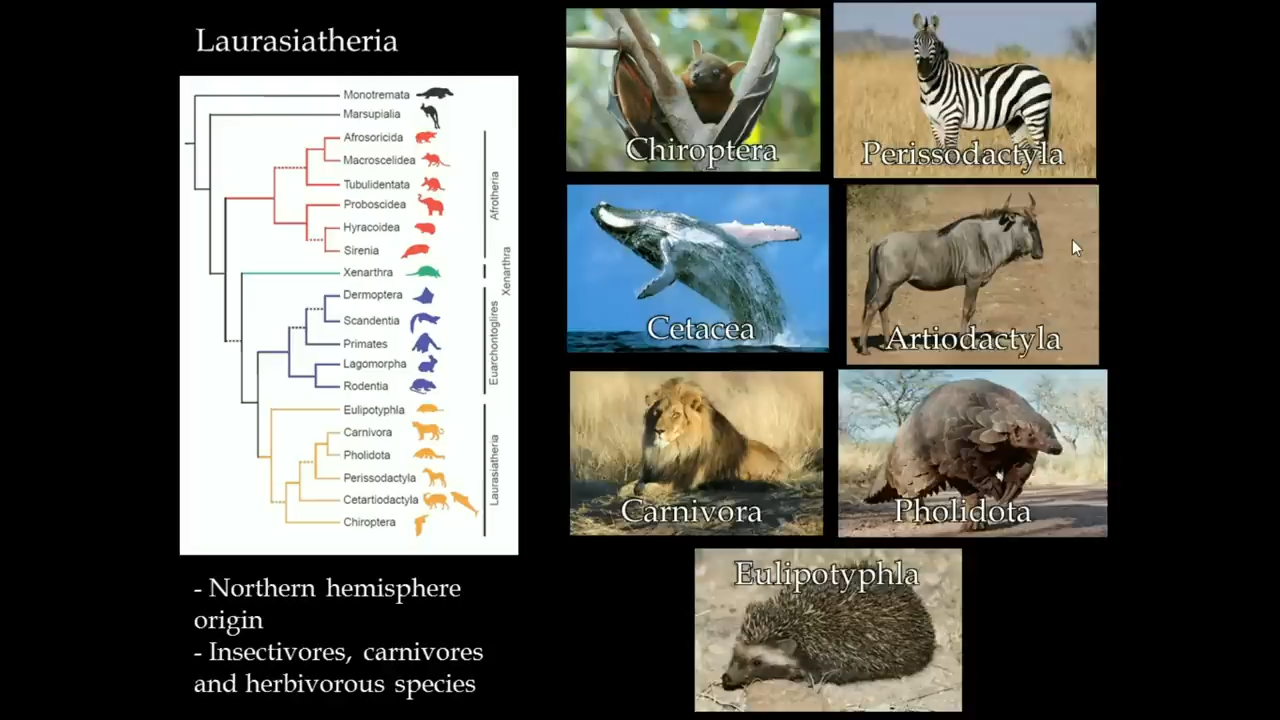 Laurasiatheria
Monotremata
Marsupialia
Afrosoricida
Macroscelidea
Tubulidentata
Proboscidea
Hyracoidea
Sirenia
Xenarthra
Dermoptera
Scandentia
Primates
Lagomorpha
Rodentia
Eulipotyphla
Carnivora
Pholidota
Perissodactyla
Cetartiodactyla
Chiroptera
Afrotheria
Xenarthra
Euarchontoglires
Laurasiatheria
- Northern hemisphere
origin
- Insectivores, carnivores
and herbivorous species
Chiroptera
Perissodactyla
Cetacea
Artiodactyla
Carnivora
Pholidota
Eulipotyphla